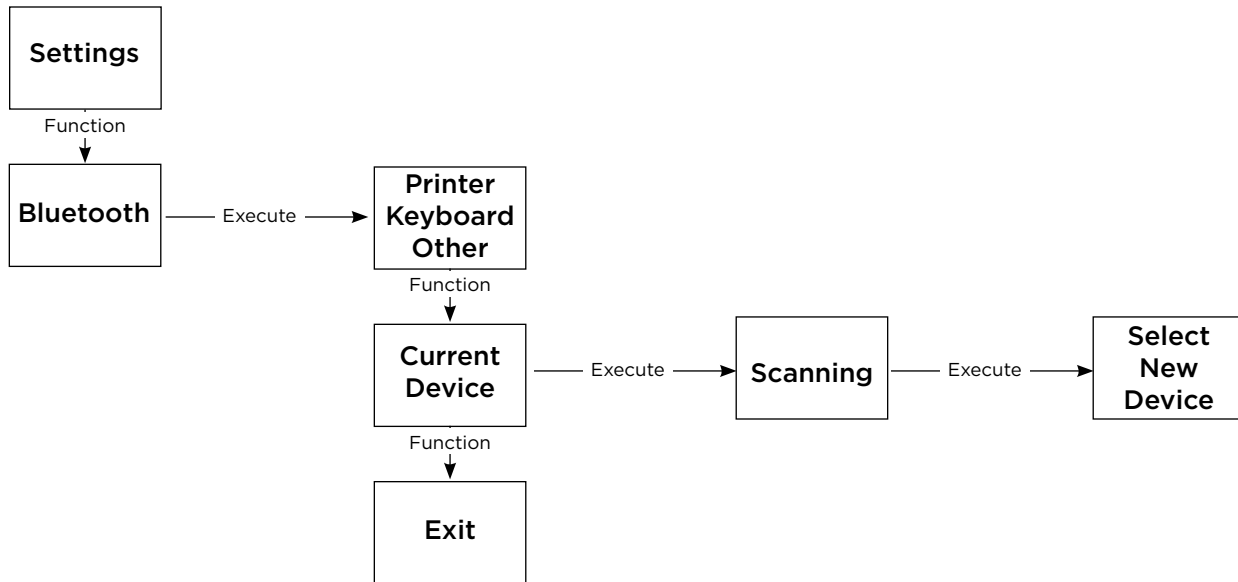 Settings
Function
Bluetooth
Execute
Printer
Keyboard
Other
Function
Current
Device
Execute
Scanning
Execute
Select
New
Device
Function
Exit